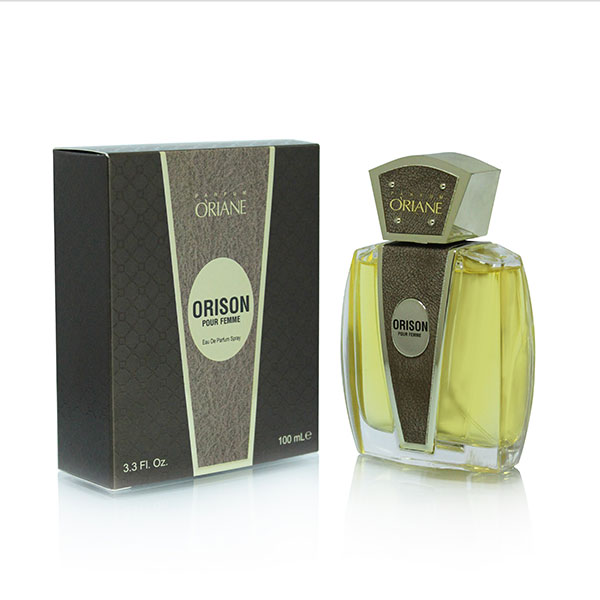 PARFUM
ORIANE
ORISON
POUR FEMME
Eau De Parfum Spray
3.3 Fl. Oz.
100 mL℮
PARFUM
ORIANE
ORISON
POUR FEMME